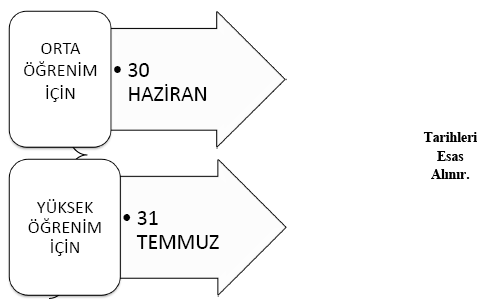 ORTA
ÖĞRENİM
İÇİN
• 30
HAZİRAN
YÜKSEK
ÖĞRENİM
İÇİN
• 31
TEMMUZ
Tarihleri
Esas
Alınır.